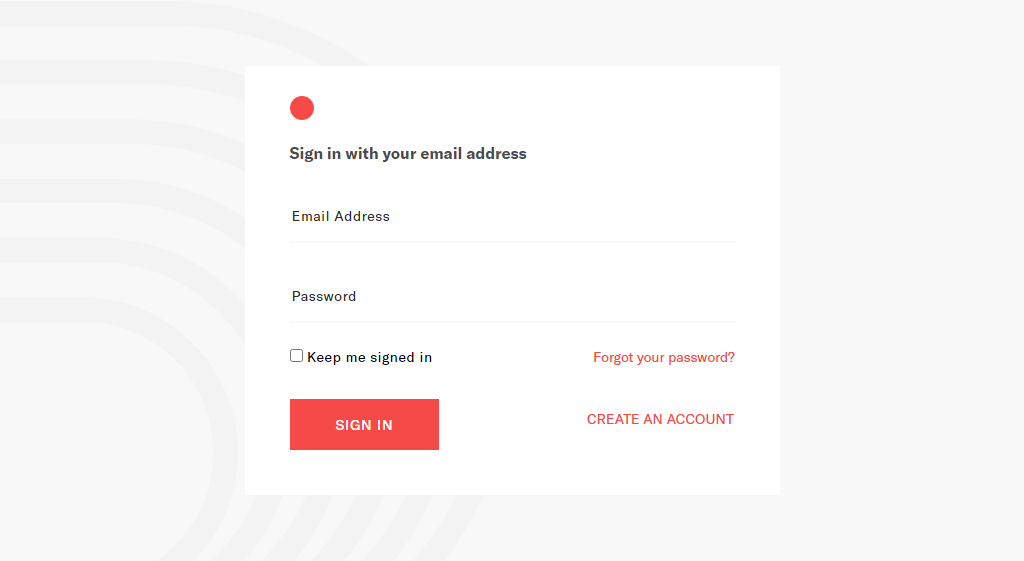 Sign in with your email address
Email Address
Password
Keep me signed in
Forgot your password?
SIGN IN
CREATE AN ACCOUNT